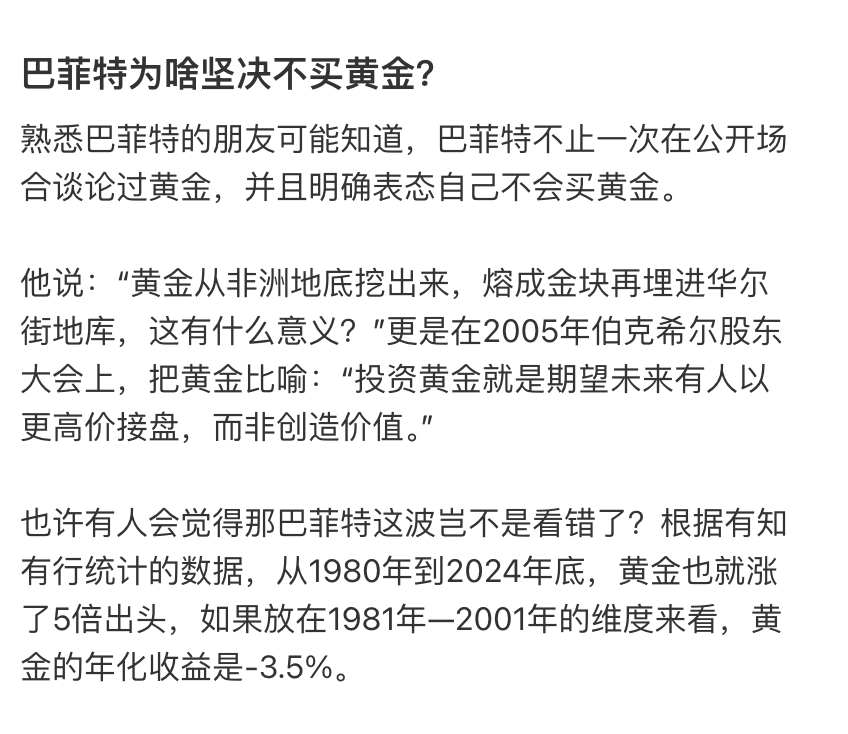 巴菲特为啥坚决不买黄金？
熟悉巴菲特的朋友可能知道，巴菲特不止一次在公开场
合谈论过黄金，并且明确表态自己不会买黄金。
他说：“黄金从非洲地底挖出来，熔成金块再埋进华尔
街地库，这有什么意义？”更是在2005年伯克希尔股东
大会上，把黄金比喻：“投资黄金就是期望未来有人以
更高价接盘，而非创造价值。”
也许有人会觉得那巴菲特这波岂不是看错了？根据有知
有行统计的数据，从1980年到2024年底，黄金也就涨
了5倍出头，如果放在1981年—2001年的维度来看，黄
金的年化收益是-3.5%。